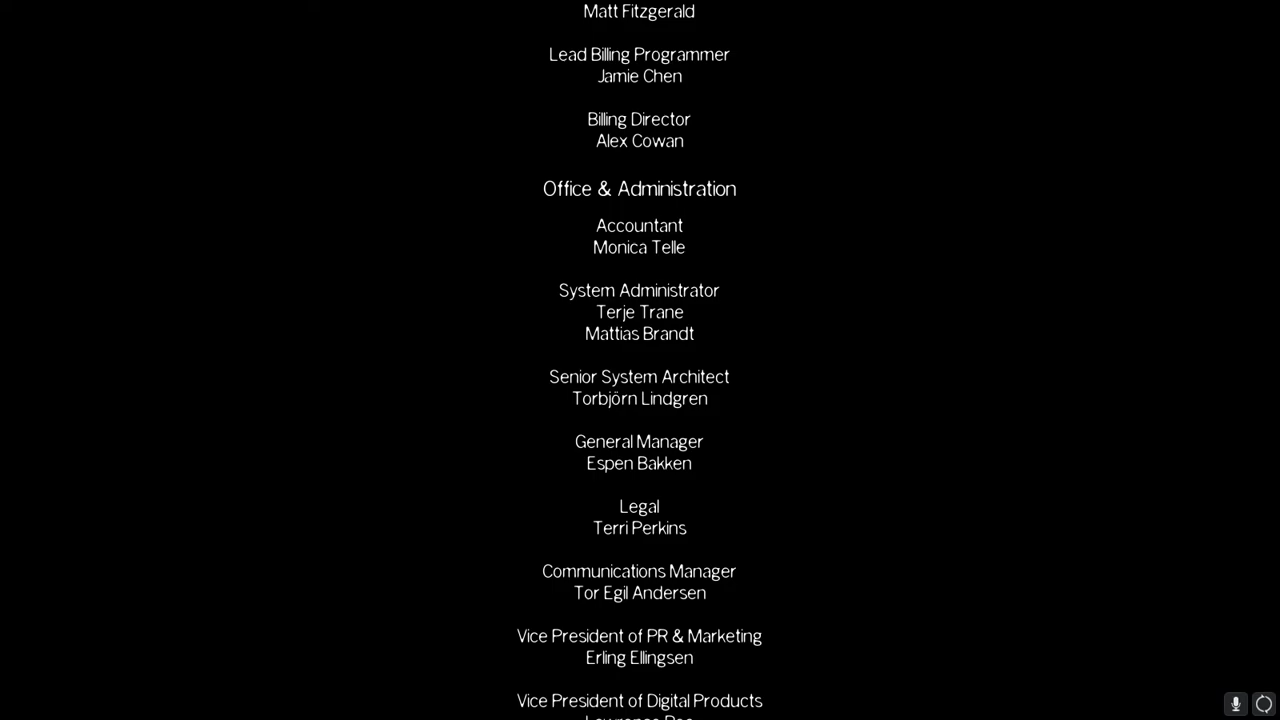 Matt Fitzgerald
Lead Billing Programmer
Jamie Chen
Billing Director
Alex Cowan
Office & Administration
Accountant
Monica Telle
System Administrator
Terje Trane
Mattias Brandt
Senior System Architect
Torbjörn Lindgren
General Manager
Espen Bakken
Legal
Terri Perkins
Communications Manager
Tor Egil Andersen
Vice President of PR & Marketing
Erling Ellingsen
Vice President of Digital Products